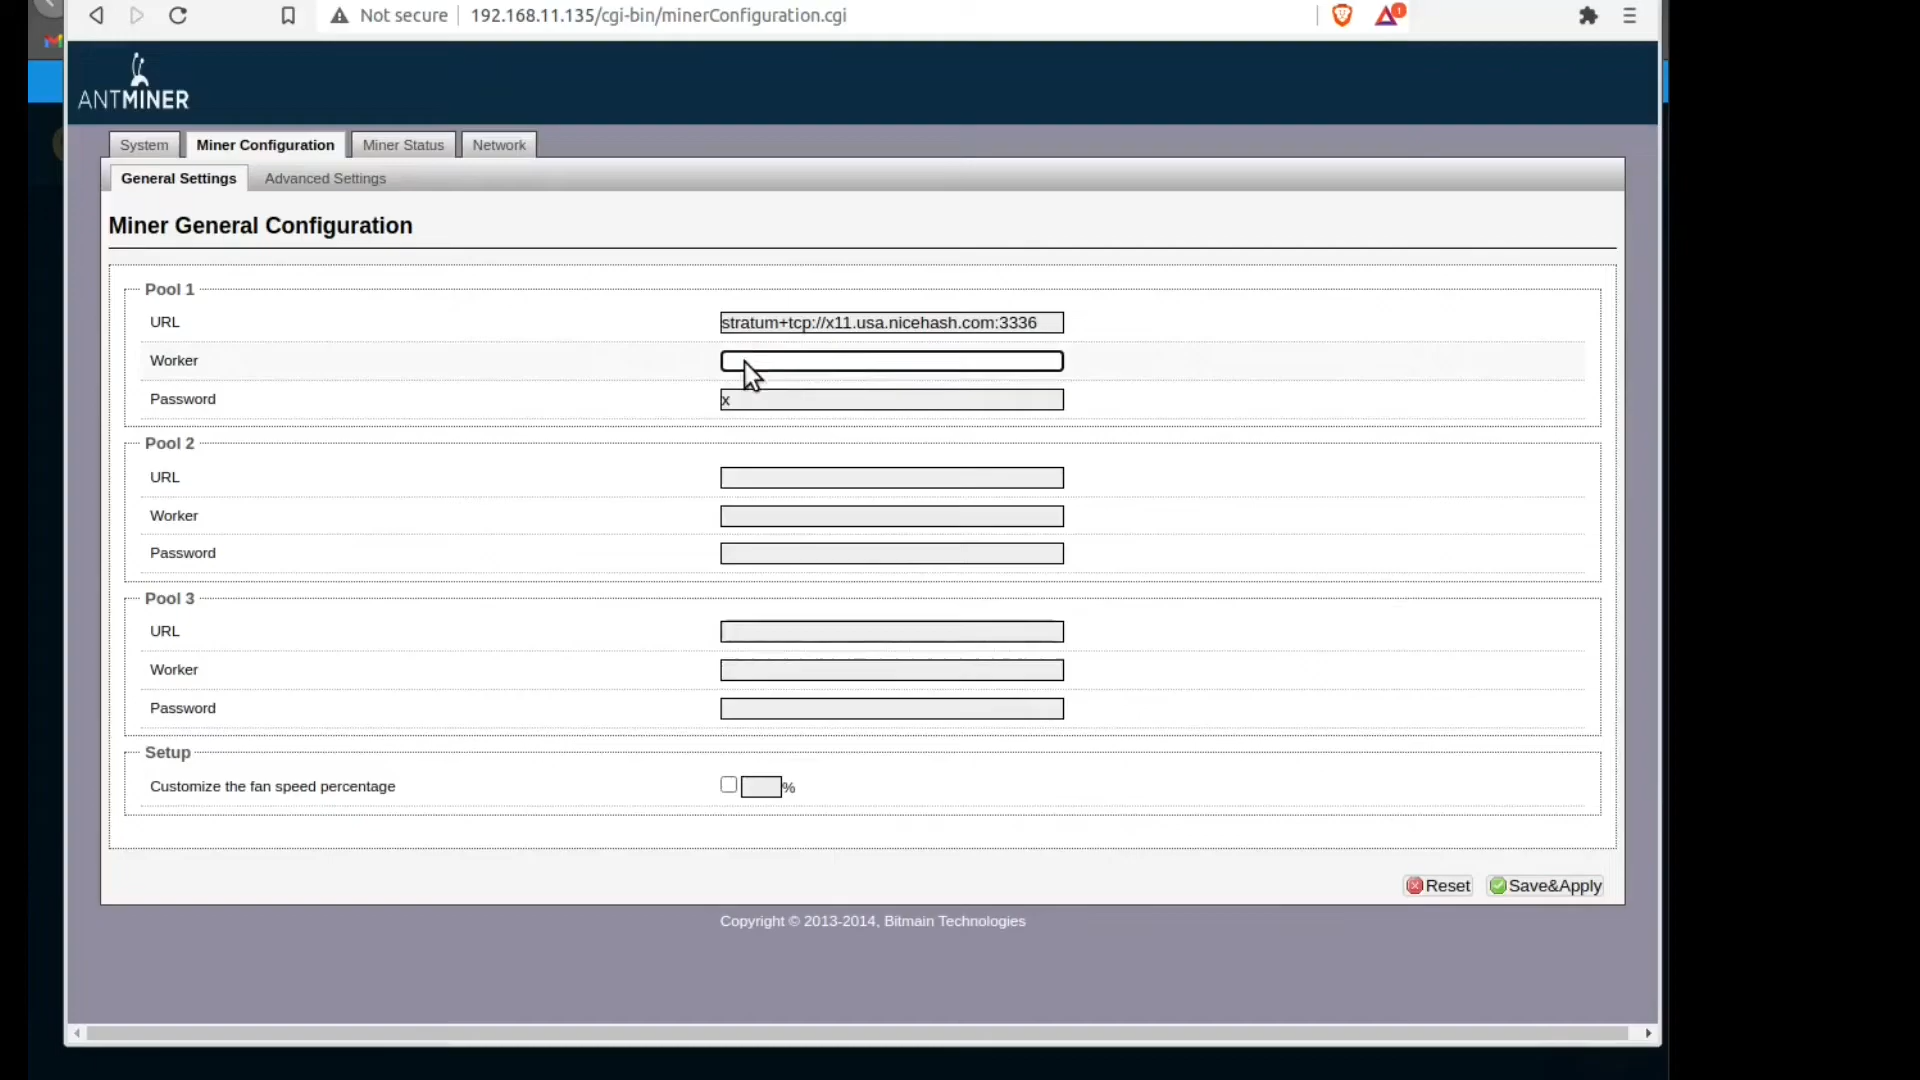 Not secure
192.168.11.135/cgi-bin/minerConfiguration.cgi
1
ANTMINER
System
Miner Configuration
Miner Status
Network
General Settings
Advanced Settings
Miner General Configuration
Pool 1
URL
stratum+tcp://x11.usa.nicehash.com:3336
Worker
Password
x
Pool 2
URL
Worker
Password
Pool 3
URL
Worker
Password
Setup
Customize the fan speed percentage
%
Reset
Save&Apply
Copyright © 2013-2014, Bitmain Technologies